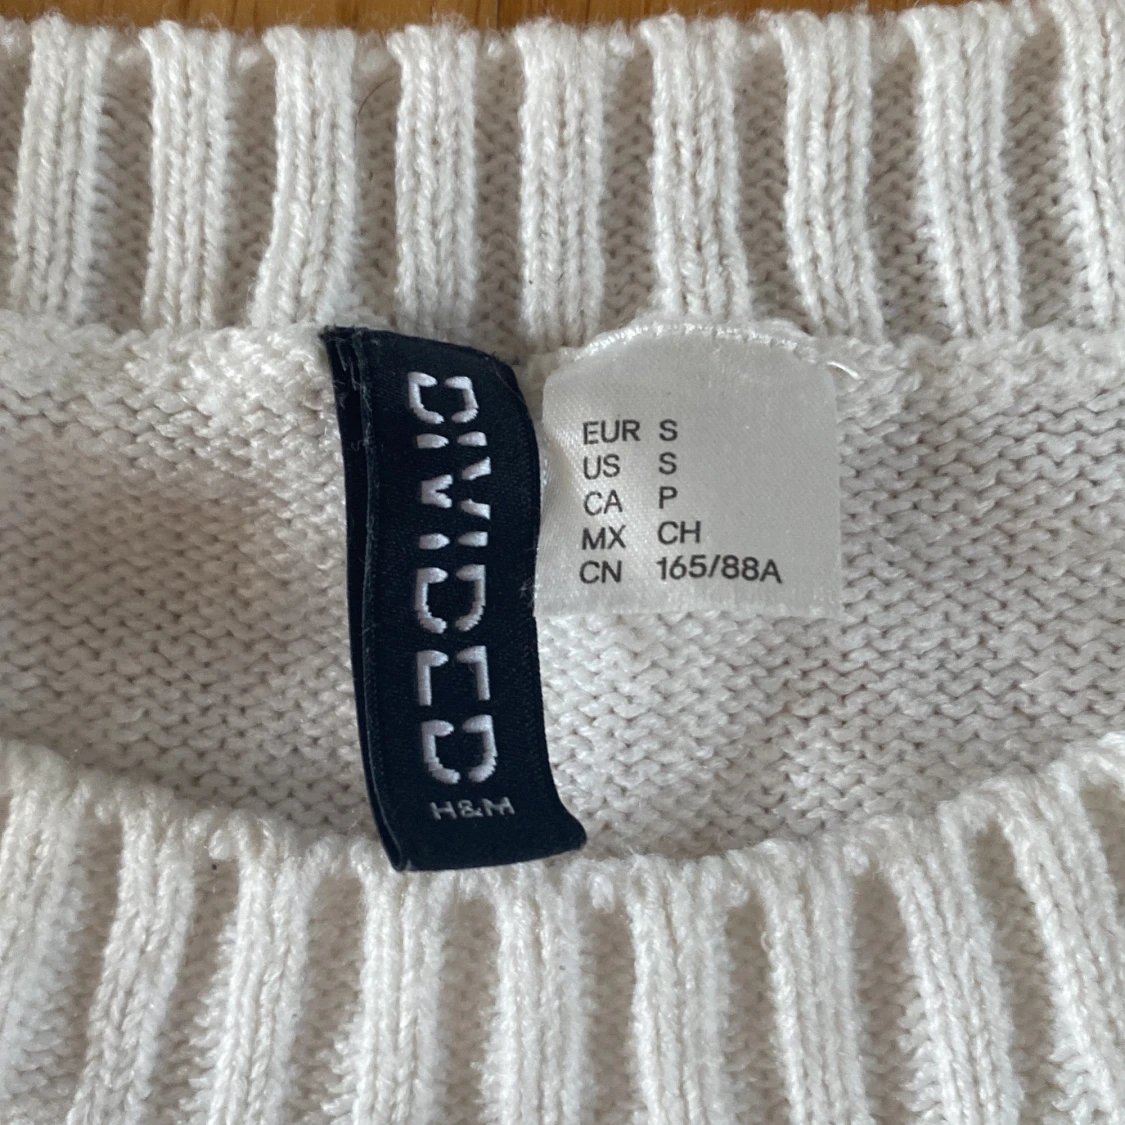 DIVIDED
H&M
EUR S
US S
CA P
MX CH
CN 165/88A